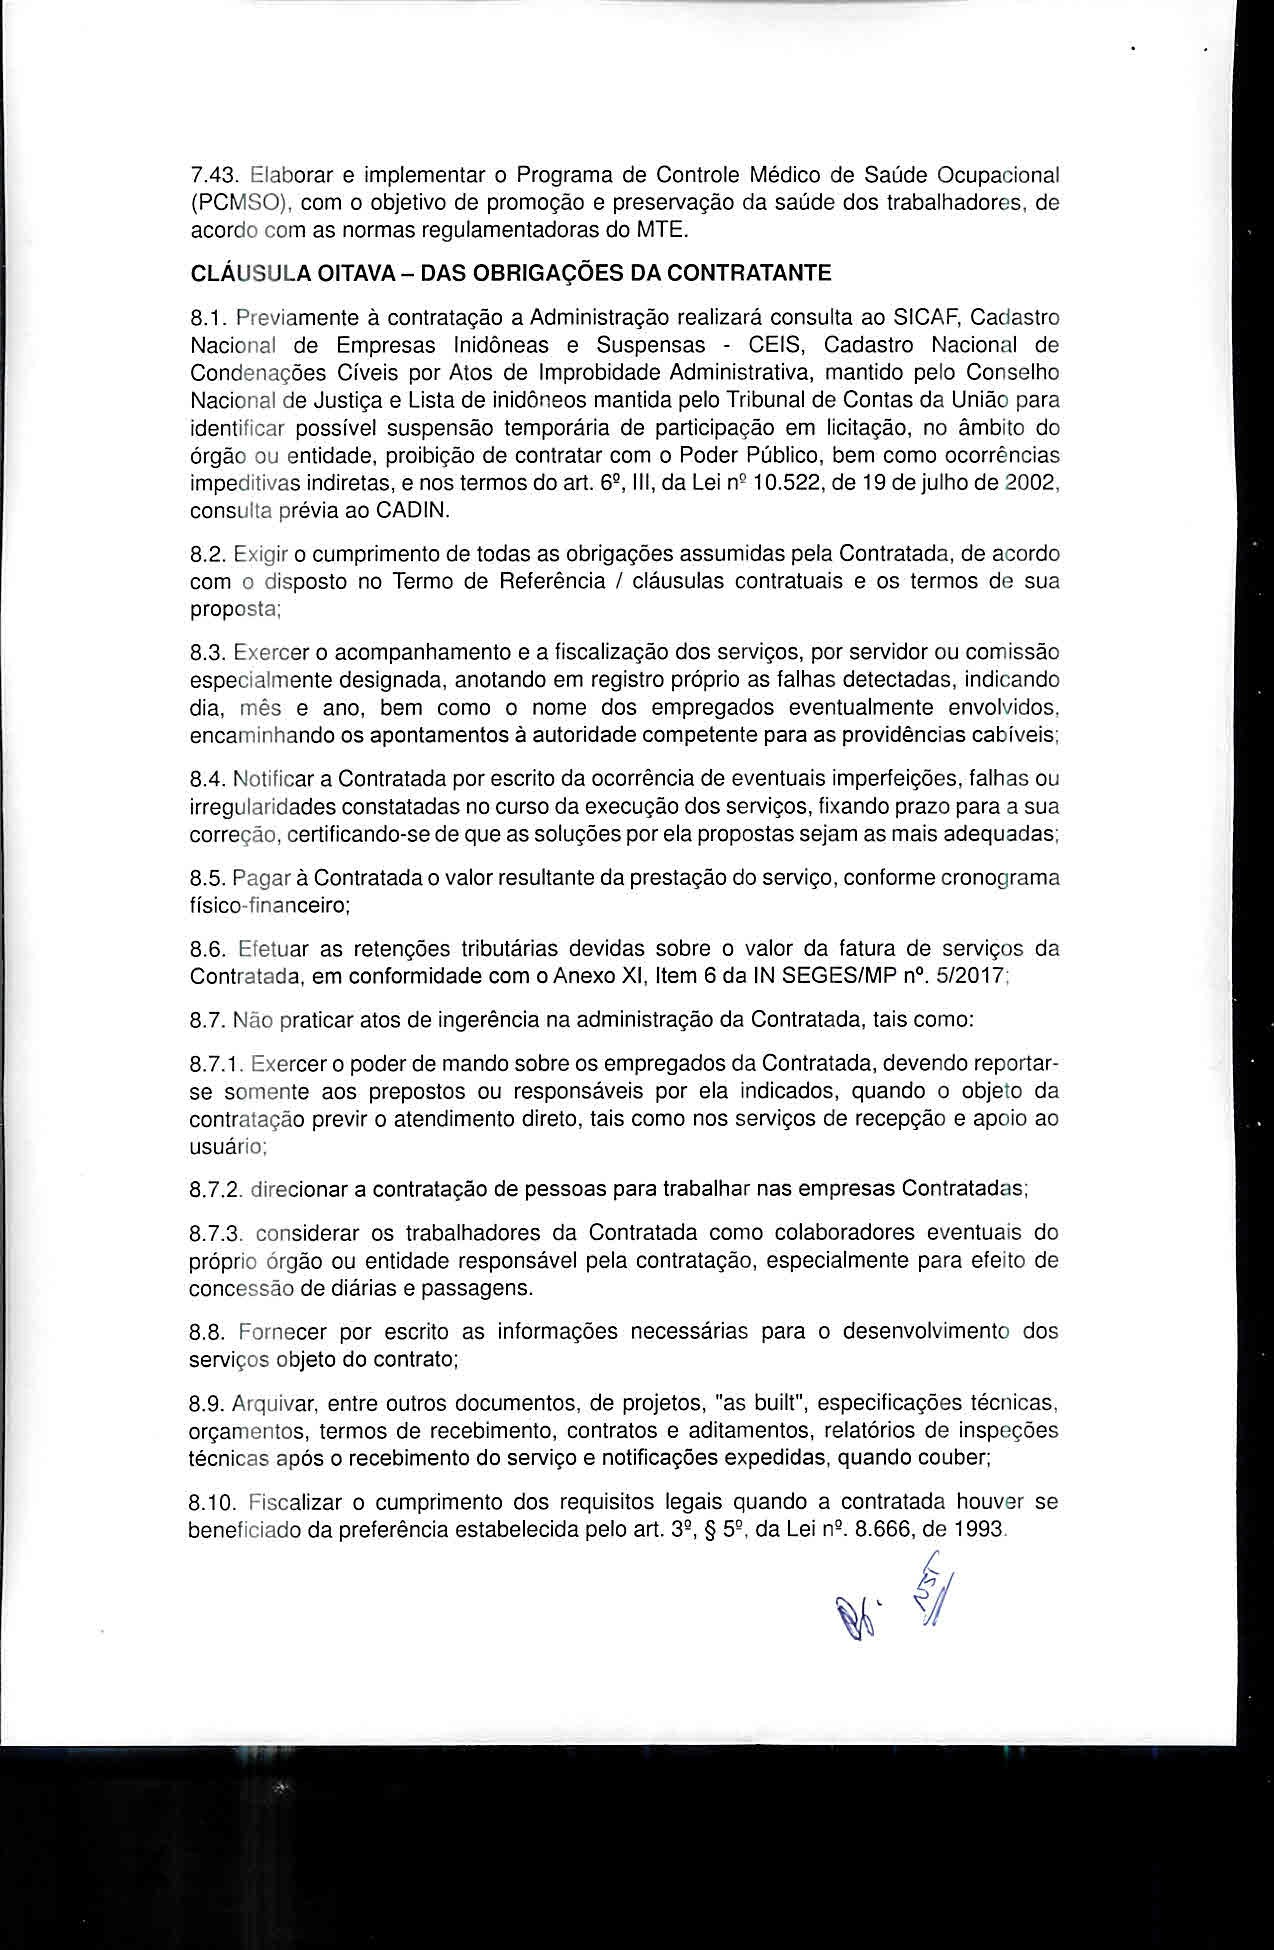 7.43. Elaborar e implementar o Programa de Controle Médico de Saúde Ocupacional
(PCMSO), com o objetivo de promoção e preservação da saúde dos trabalhadores, de
acordo com as normas regulamentadoras do MTE.
CLÁUSULA OITAVA – DAS OBRIGAÇÕES DA CONTRATANTE
8.1. Previamente à contratação a Administração realizará consulta ao SICAF, Cadastro
Nacional de Empresas Inidôneas e Suspensas - CEIS, Cadastro Nacional de
Condenações Cíveis por Atos de Improbidade Administrativa, mantido pelo Conselho
Nacional de Justiça e Lista de inidôneos mantida pelo Tribunal de Contas da União para
identificar possível suspensão temporária de participação em licitação, no âmbito do
órgão ou entidade, proibição de contratar com o Poder Público, bem como ocorrências
impeditivas indiretas, e nos termos do art. 6º, III, da Lei nº 10.522, de 19 de julho de 2002,
consulta prévia ao CADIN.
8.2. Exigir o cumprimento de todas as obrigações assumidas pela Contratada, de acordo
com o disposto no Termo de Referência / cláusulas contratuais e os termos de sua
proposta;
8.3. Exercer o acompanhamento e a fiscalização dos serviços, por servidor ou comissão
especialmente designada, anotando em registro próprio as falhas detectadas, indicando
dia, mês e ano, bem como o nome dos empregados eventualmente envolvidos,
encaminhando os apontamentos à autoridade competente para as providências cabíveis;
8.4. Notificar a Contratada por escrito da ocorrência de eventuais imperfeições, falhas ou
irregularidades constatadas no curso da execução dos serviços, fixando prazo para a sua
correção, certificando-se de que as soluções por ela propostas sejam as mais adequadas;
8.5. Pagar à Contratada o valor resultante da prestação do serviço, conforme cronograma
físico-financeiro;
8.6. Efetuar as retenções tributárias devidas sobre o valor da fatura de serviços da
Contratada, em conformidade com o Anexo XI, Item 6 da IN SEGES/MP nº. 5/2017;
8.7. Não praticar atos de ingerência na administração da Contratada, tais como:
8.7.1. Exercer o poder de mando sobre os empregados da Contratada, devendo reportar-
se somente aos prepostos ou responsáveis por ela indicados, quando o objeto da
contratação previr o atendimento direto, tais como nos serviços de recepção e apoio ao
usuário;
8.7.2. direcionar a contratação de pessoas para trabalhar nas empresas Contratadas;
8.7.3. considerar os trabalhadores da Contratada como colaboradores eventuais do
próprio órgão ou entidade responsável pela contratação, especialmente para efeito de
concessão de diárias e passagens.
8.8. Fornecer por escrito as informações necessárias para o desenvolvimento dos
serviços objeto do contrato;
8.9. Arquivar, entre outros documentos, de projetos, "as built", especificações técnicas,
orçamentos, termos de recebimento, contratos e aditamentos, relatórios de inspeções
técnicas após o recebimento do serviço e notificações expedidas, quando couber;
8.10. Fiscalizar o cumprimento dos requisitos legais quando a contratada houver se
beneficiado da preferência estabelecida pelo art. 3º, § 5º, da Lei nº. 8.666, de 1993.